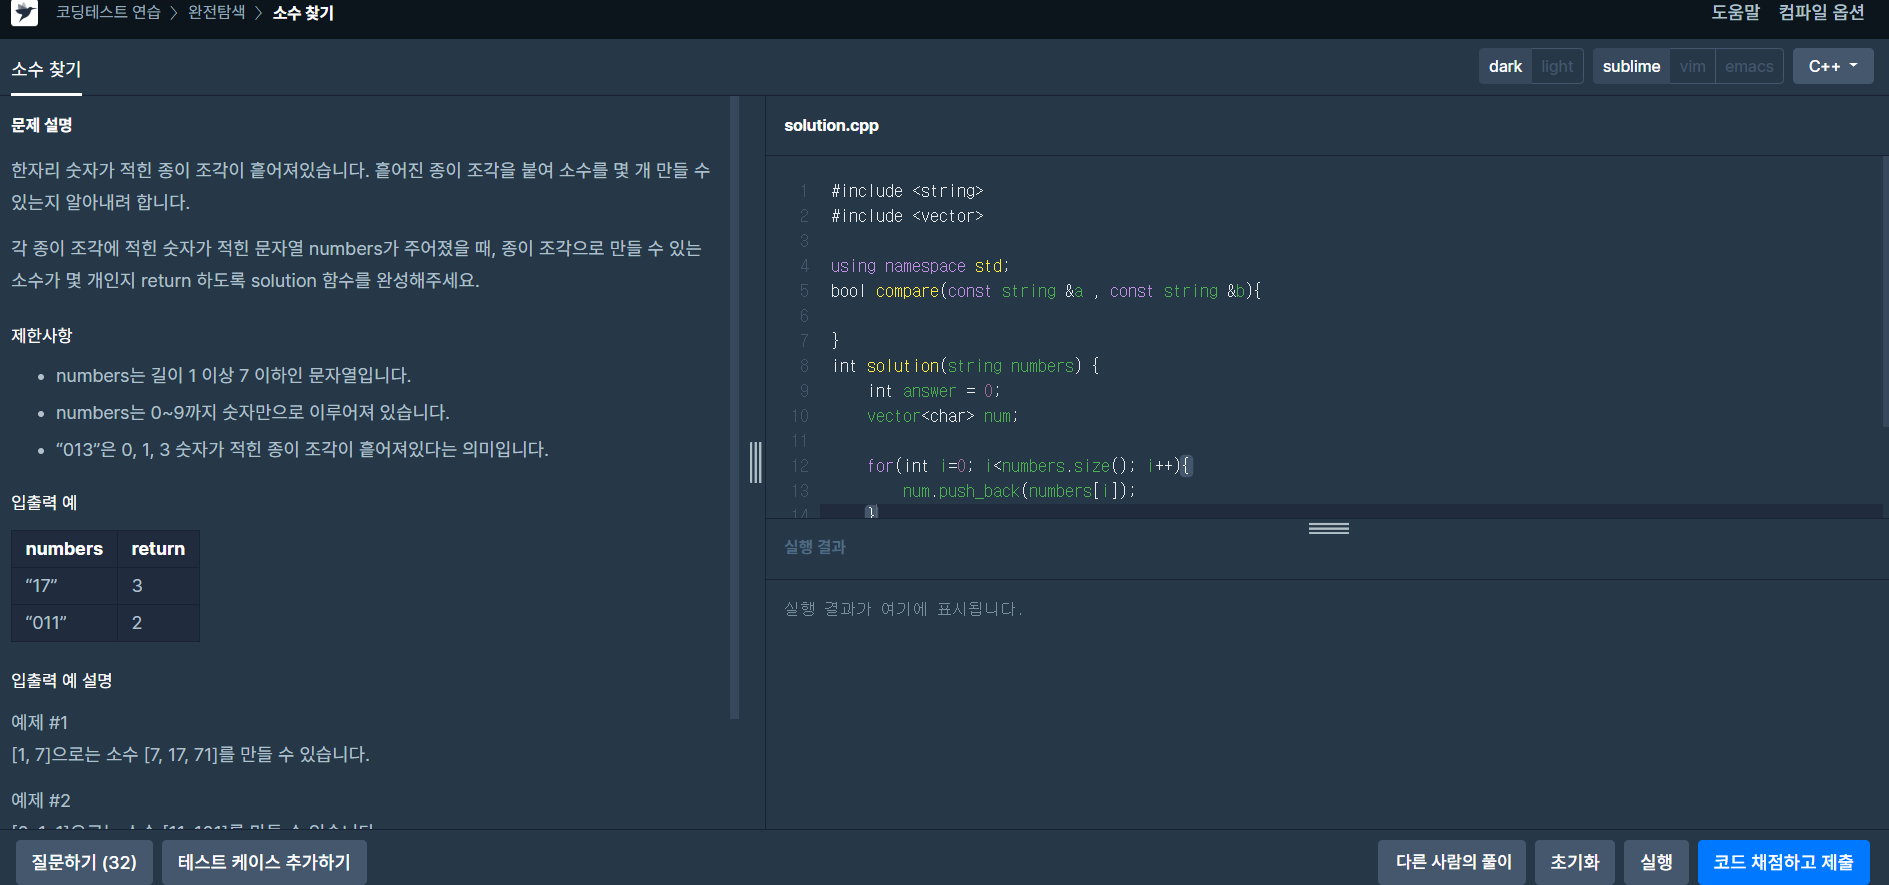 코딩테스트 연습 > 완전탐색 > 소수 찾기
도움말 컴파일 옵션
소수 찾기
dark light sublime vim emacs C++
문제 설명
한자리 숫자가 적힌 종이 조각이 흩어져있습니다. 흩어진 종이 조각을 붙여 소수를 몇 개 만들 수
있는지 알아내려 합니다.
각 종이 조각에 적힌 숫자가 적힌 문자열 numbers가 주어졌을 때, 종이 조각으로 만들 수 있는
소수가 몇 개인지 return 하도록 solution 함수를 완성해주세요.
제한사항
• numbers는 길이 1 이상 7 이하인 문자열입니다.
• numbers는 0~9까지 숫자만으로 이루어져 있습니다.
• “013”은 0, 1, 3 숫자가 적힌 종이 조각이 흩어져있다는 의미입니다.
입출력 예
numbers return
“17” 3
“011” 2
입출력 예 설명
예제 #1
[1, 7]으로는 소수 [7, 17, 71]를 만들 수 있습니다.
예제 #2
[0, 1, 1]으로는 소수 [11, 101]를 만들 수 있습니다.
solution.cpp
1 #include <string>
2 #include <vector>
3
4 using namespace std;
5 bool compare(const string &a , const string &b){
6
7 }
8 int solution(string numbers) {
9 int answer = 0;
10 vector<char> num;
11
12 for(int i=0; i<numbers.size(); i++){
13 num.push_back(numbers[i]);
14 }
실행 결과
실행 결과가 여기에 표시됩니다.
질문하기 (32) 테스트 케이스 추가하기
다른 사람의 풀이 초기화 실행 코드 채점하고 제출